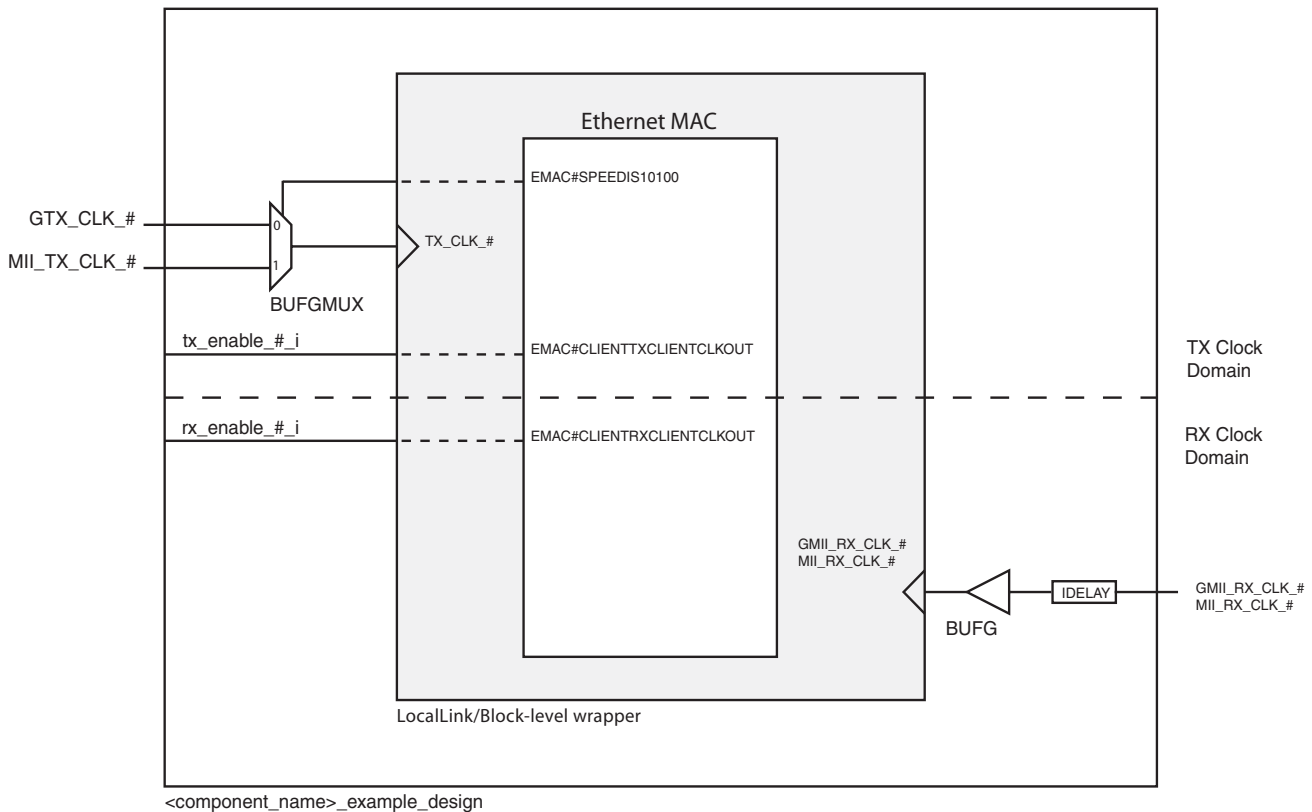 Ethernet MAC
EMAC#SPEEDIS10100
GTX_CLK_#
0
TX_CLK_#
MII_TX_CLK_#
1
BUFGMUX
tx_enable_#_i
EMAC#CLIENTTXCLIENTCLKOUT
TX Clock
Domain
rx_enable_#_i
EMAC#CLIENTRXCLIENTCLKOUT
RX Clock
Domain
GMII_RX_CLK_#
MII_RX_CLK_#
IDELAY
GMII_RX_CLK_#
MII_RX_CLK_#
BUFG
LocalLink/Block-level wrapper
<component_name>_example_design